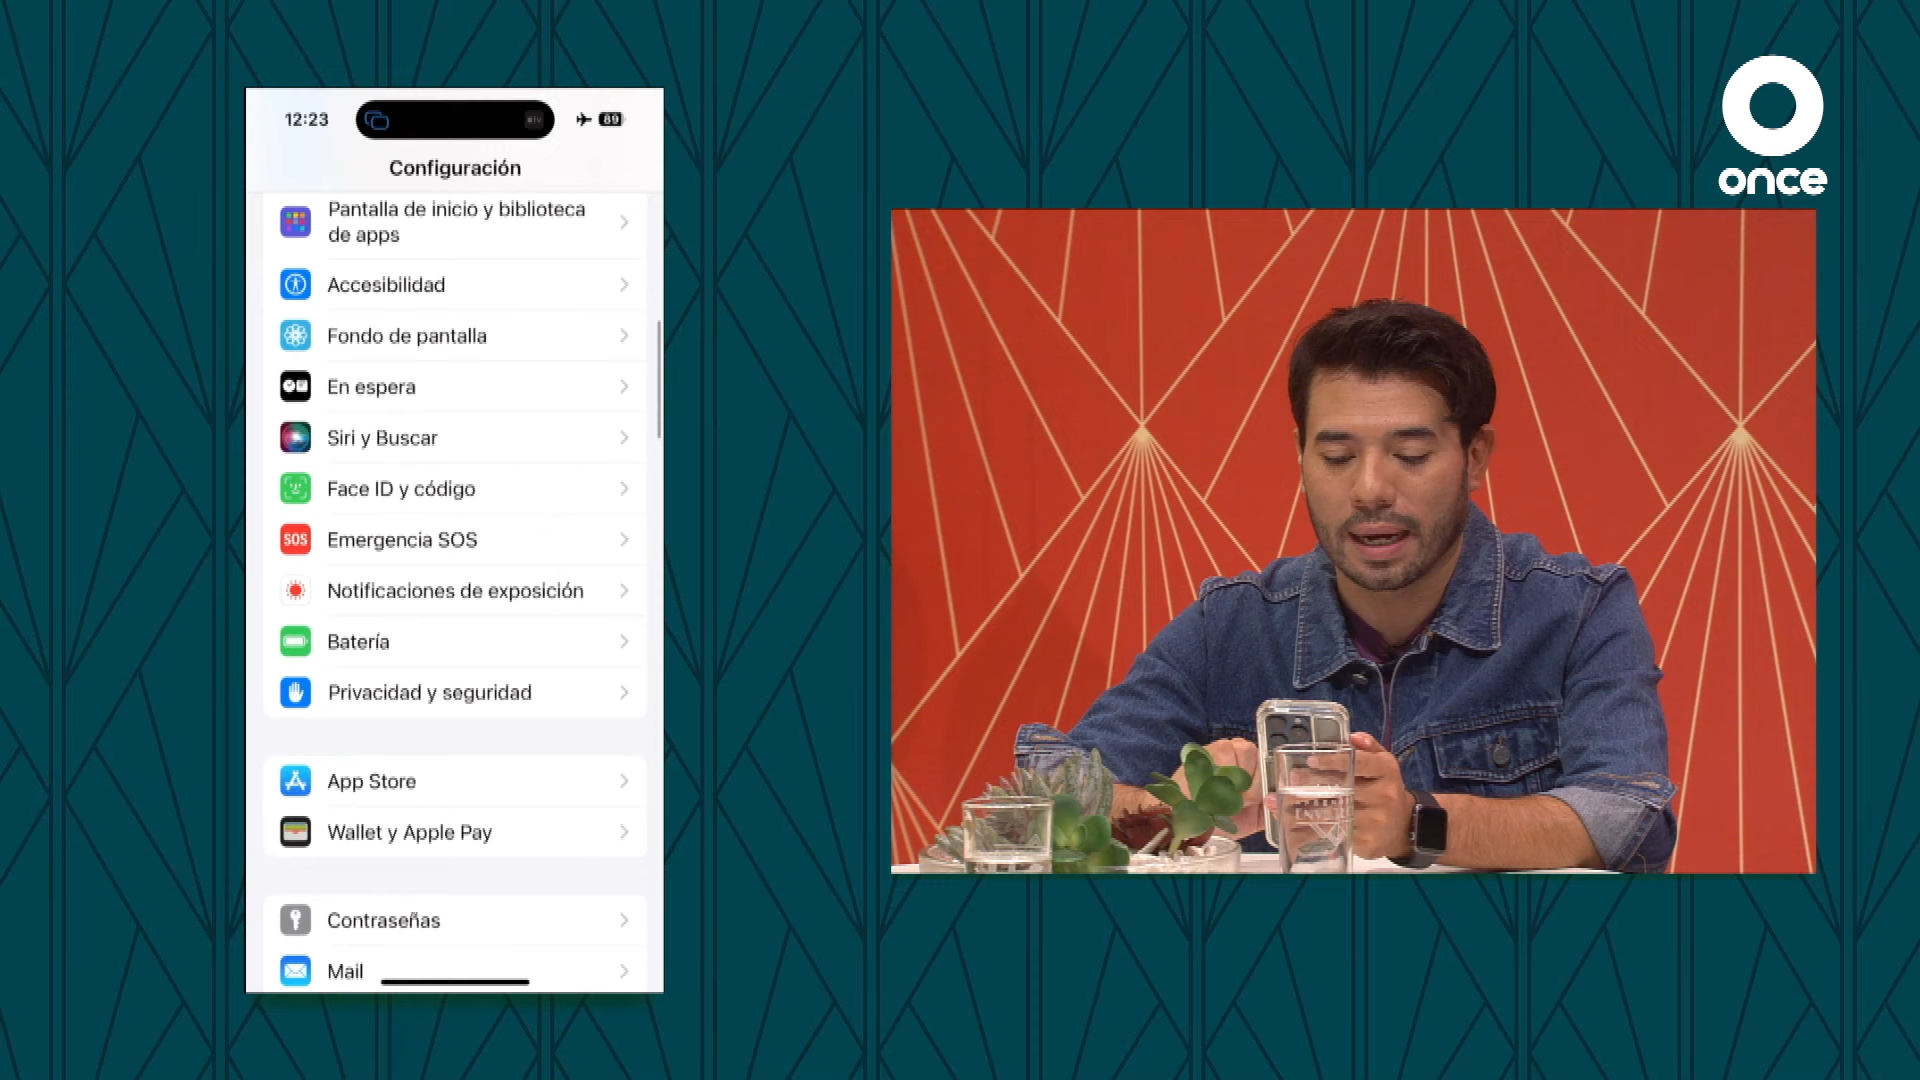 12:23
89
Configuración
Pantalla de inicio y biblioteca
de apps
Accesibilidad
Fondo de pantalla
En espera
Siri y Buscar
Face ID y código
SOS
Emergencia SOS
Notificaciones de exposición
Batería
Privacidad y seguridad
App Store
Wallet y Apple Pay
Contraseñas
Mail
once